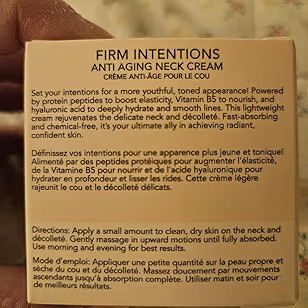 FIRM INTENTIONS
ANTI AGING NECK CREAM
CRÈME ANTI-ÂGE POUR LE COU
Set your intentions for a more youthful, toned appearance! Powered
by protein peptides to boost elasticity, Vitamin B5 to nourish, and
hyaluronic acid to deeply hydrate and smooth lines. This lightweight
cream rejuvenates the delicate neck and décolleté. Fast-absorbing
and chemical-free, it's your ultimate ally in achieving radiant,
confident skin.
Définissez vos intentions pour une apparence plus jeune et tonique!
Alimenté par des peptides protéiques pour augmenter l'élasticité,
de la Vitamine B5 pour nourrir et de l'acide hyaluronique pour
hydrater en profondeur et lisser les rides. Cette crème légère
rajeunit le cou et le décolleté délicats.
Directions: Apply a small amount to clean, dry skin on the neck and
décolleté. Gently massage in upward motions until fully absorbed.
Use morning and evening for best results.
Mode d'emploi: Appliquer une petite quantité sur la peau propre et
sèche du cou et du décolleté. Massez doucement par mouvements
ascendants jusqu'à absorption complète. Utiliser matin et soir pour
de meilleurs résultats.